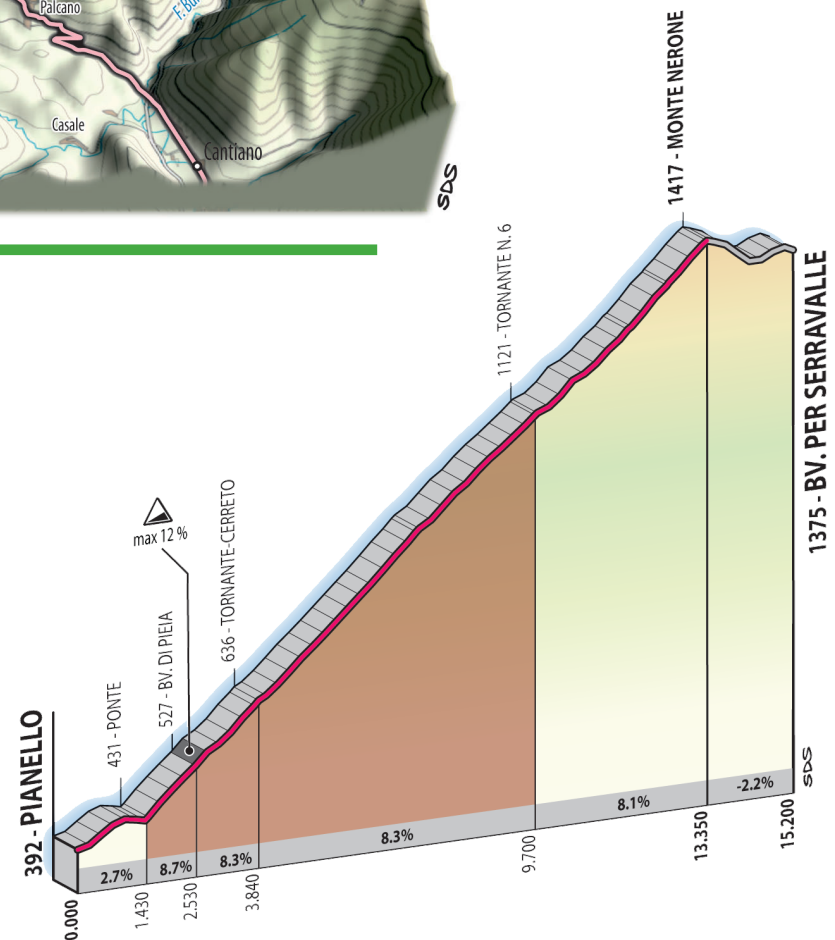 Palcano
Casale
Cantiano
SDS
1417 - MONTE NERONE
1121 - TORNANTE N. 6
max 12 %
636 - TORNANTE-CERRETO
527 - BV. DI PIEIA
431 - PONTE
392 - PIANELLO
1375 - BV. PER SERRAVALLE
SDS
2.7%
8.7%
8.3%
8.3%
8.1%
-2.2%
0.000
1.430
2.530
3.840
9.700
13.350
15.200